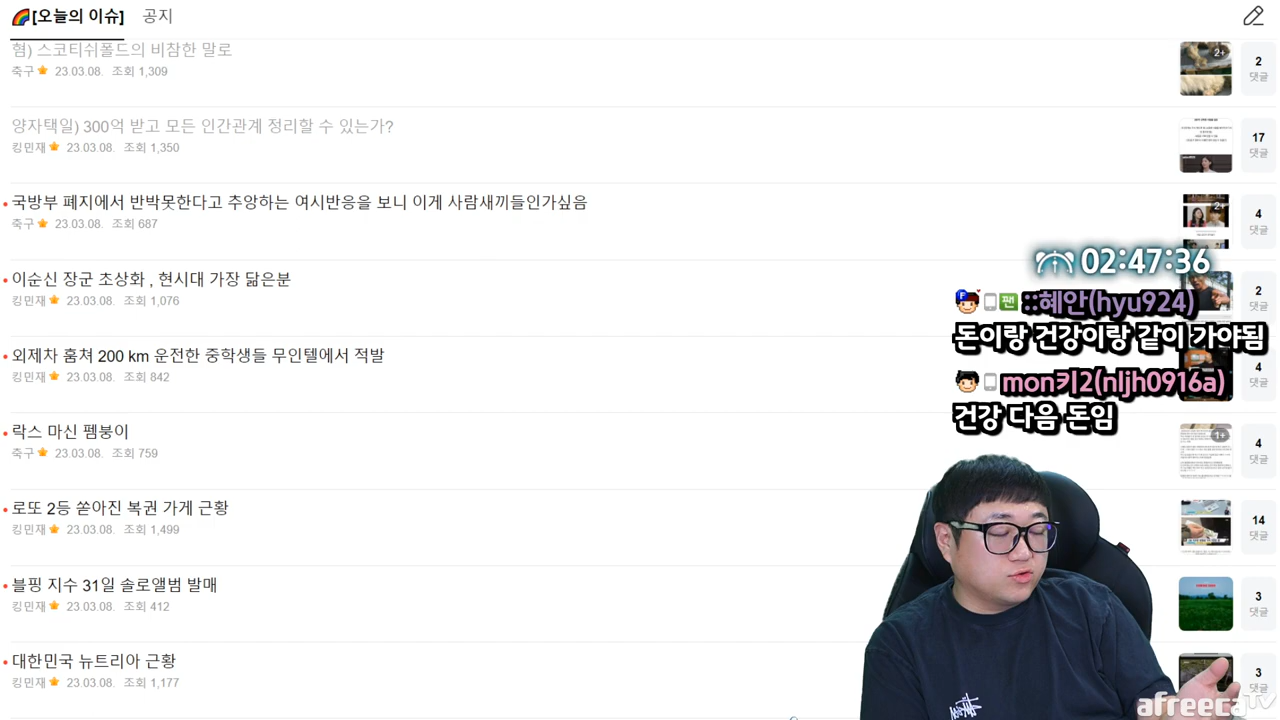 [오늘의 이슈] 공지
혐) 스코티쉬폴드의 비참한 말로
축구 23.03.08. 조회 1,309
2+
2
댓글
양자택일) 300억 받고 모든 인간관계 정리할 수 있는가?
킹민재 23.03.08. 조회 1,350
17
댓글
국방부 폐지에서 반박못한다고 추앙하는 여시반응을 보니 이게 사람새끼들인가싶음
축구 23.03.08. 조회 687
2+
4
댓글
02:47:36
이순신 장군 초상화 , 현시대 가장 닮은분
킹민재 23.03.08. 조회 1,076
2
댓글
F 팬 ::혜안(hyu924)
돈이랑 건강이랑 같이 가야됨
외제차 훔쳐 200 km 운전한 중학생들 무인텔에서 적발
킹민재 23.03.08. 조회 842
4
댓글
mon키2(nljh0916a)
건강 다음 돈임
락스 마신 펨붕이
축구 23.03.08. 조회 759
4
댓글
로또 2등 쏟아진 복권 가게 근황
킹민재 23.03.08. 조회 1,499
14
댓글
블핑 지수 31일 솔로앨범 발매
킹민재 23.03.08. 조회 412
3
댓글
대한민국 뉴트리아 근황
킹민재 23.03.08. 조회 1,177
3
댓글
afreecaTV